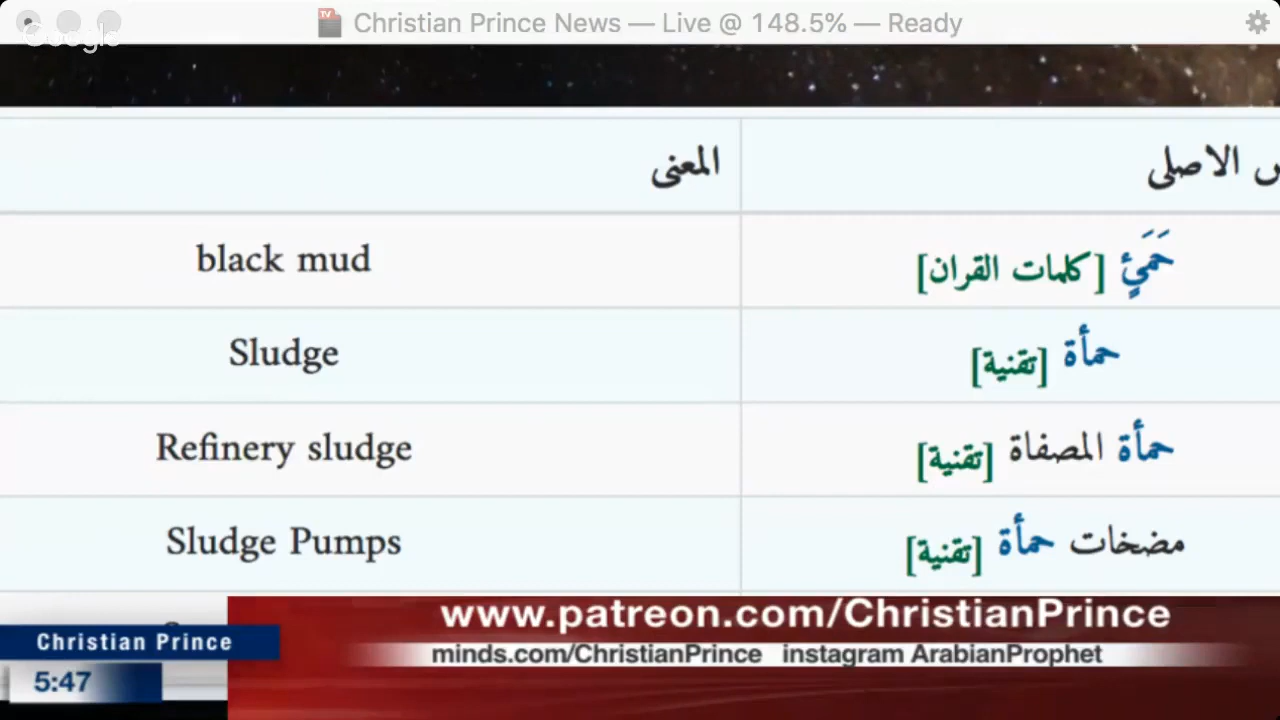 Christian Prince News — Live @ 148.5% — Ready
Google
المعنى
الاصلى
black mud
حَمَئٍ [كلمات القران]
Sludge
حمأة [تقنية]
Refinery sludge
حمأة المصفاة [تقنية]
Sludge Pumps
مضخات حمأة [تقنية]
www.patreon.com/ChristianPrince
Christian Prince
minds.com/ChristianPrince instagram ArabianProphet
5:47